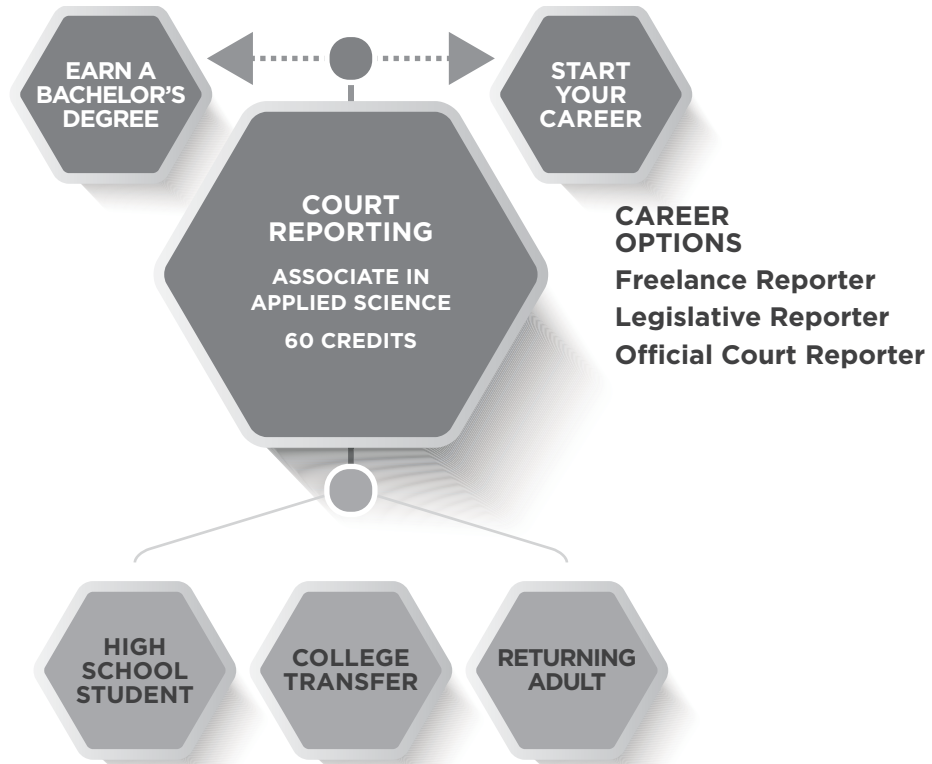 EARN A
BACHELOR'S
DEGREE
START
YOUR
CAREER
COURT
REPORTING
ASSOCIATE IN
APPLIED SCIENCE
60 CREDITS
CAREER
OPTIONS
Freelance Reporter
Legislative Reporter
Official Court Reporter
HIGH
SCHOOL
STUDENT
COLLEGE
TRANSFER
RETURNING
ADULT